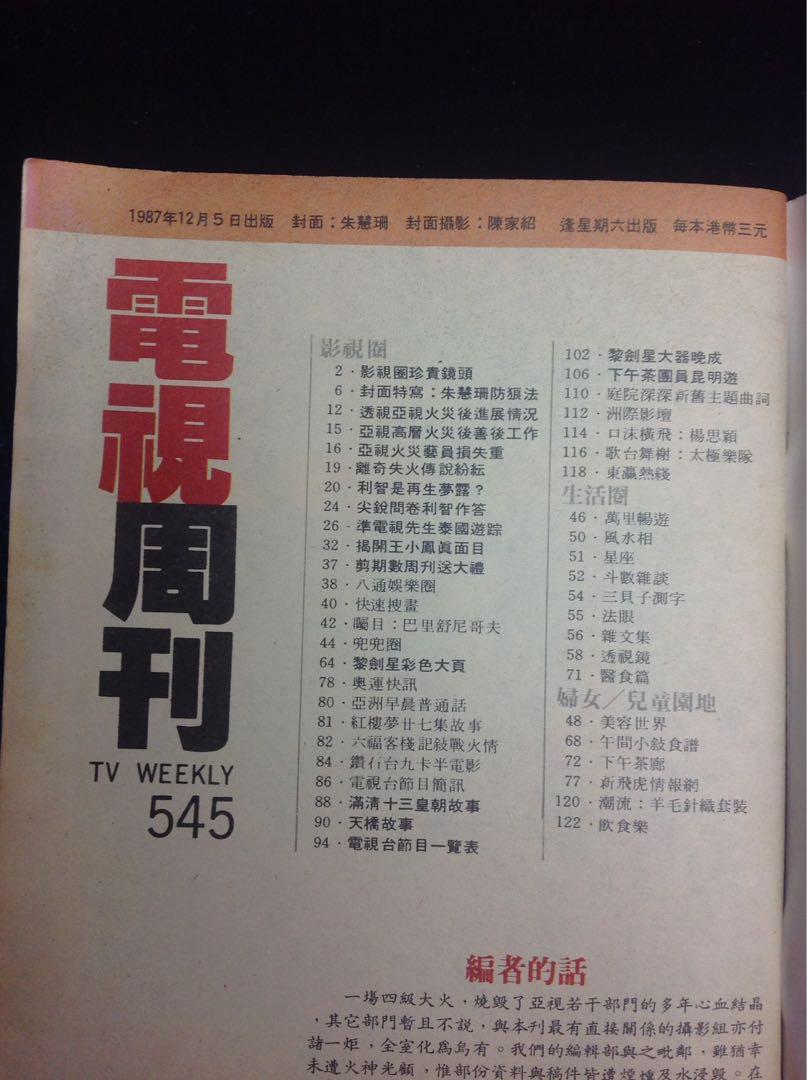 1987年12月5日出版 封面：朱慧珊 封面攝影：陳家紹 逢星期六出版 每本港幣三元
電視周刊
TV WEEKLY
545
影視圈
2·影視圈珍貴鏡頭
6·封面特寫：朱慧珊防狼法
12·透視亞視火災後進展情況
15·亞視高層火災後善後工作
16·亞視火災藝員損失重
19·離奇失火傳說紛紜
20·利智是再生夢露？
24·尖銳問卷利智作答
26·準電視先生泰國遊踪
32·揭開王小鳳眞面目
37·剪期數周刊送大禮
38·八通娛樂圈
40·快速搜畫
42·矚目：巴里舒尼哥夫
44·兜兜圈
64·黎劍星彩色大頁
78·奧運快訊
80·亞洲早晨普通話
81·紅樓夢廿七集故事
82·六福客棧記敍戰火情
84·鑽石台九卡半電影
86·電視台節目簡訊
88·滿清十三皇朝故事
90·天橋故事
94·電視台節目一覽表
102·黎劍星大器晚成
106·下午茶團員昆明遊
110·庭院深深新舊主題曲詞
112·洲際影壇
114·口沫橫飛：楊思穎
116·歌台舞榭：太極樂隊
118·東瀛熱綫
生活圈
46·萬里暢遊
50·風水相
51·星座
52·斗數雜談
54·三貝子測字
55·法眼
56·雜文集
58·透視鏡
71·醫食篇
婦女／兒童園地
48·美容世界
68·午間小敍食譜
72·下午茶廊
77·新飛虎情報網
120·潮流：羊毛針織套裝
122·飲食樂
編者的話
一場四級大火，燒毀了亞視若干部門的多年心血結晶
，其它部門暫且不說，與本刊最有直接關係的攝影組亦付
諸一炬，全室化爲烏有。我們的編輯部與之毗鄰，雖猶幸
未遭火神光顧，惟部份資料與稿件皆遭煙燻及水浸毀。在